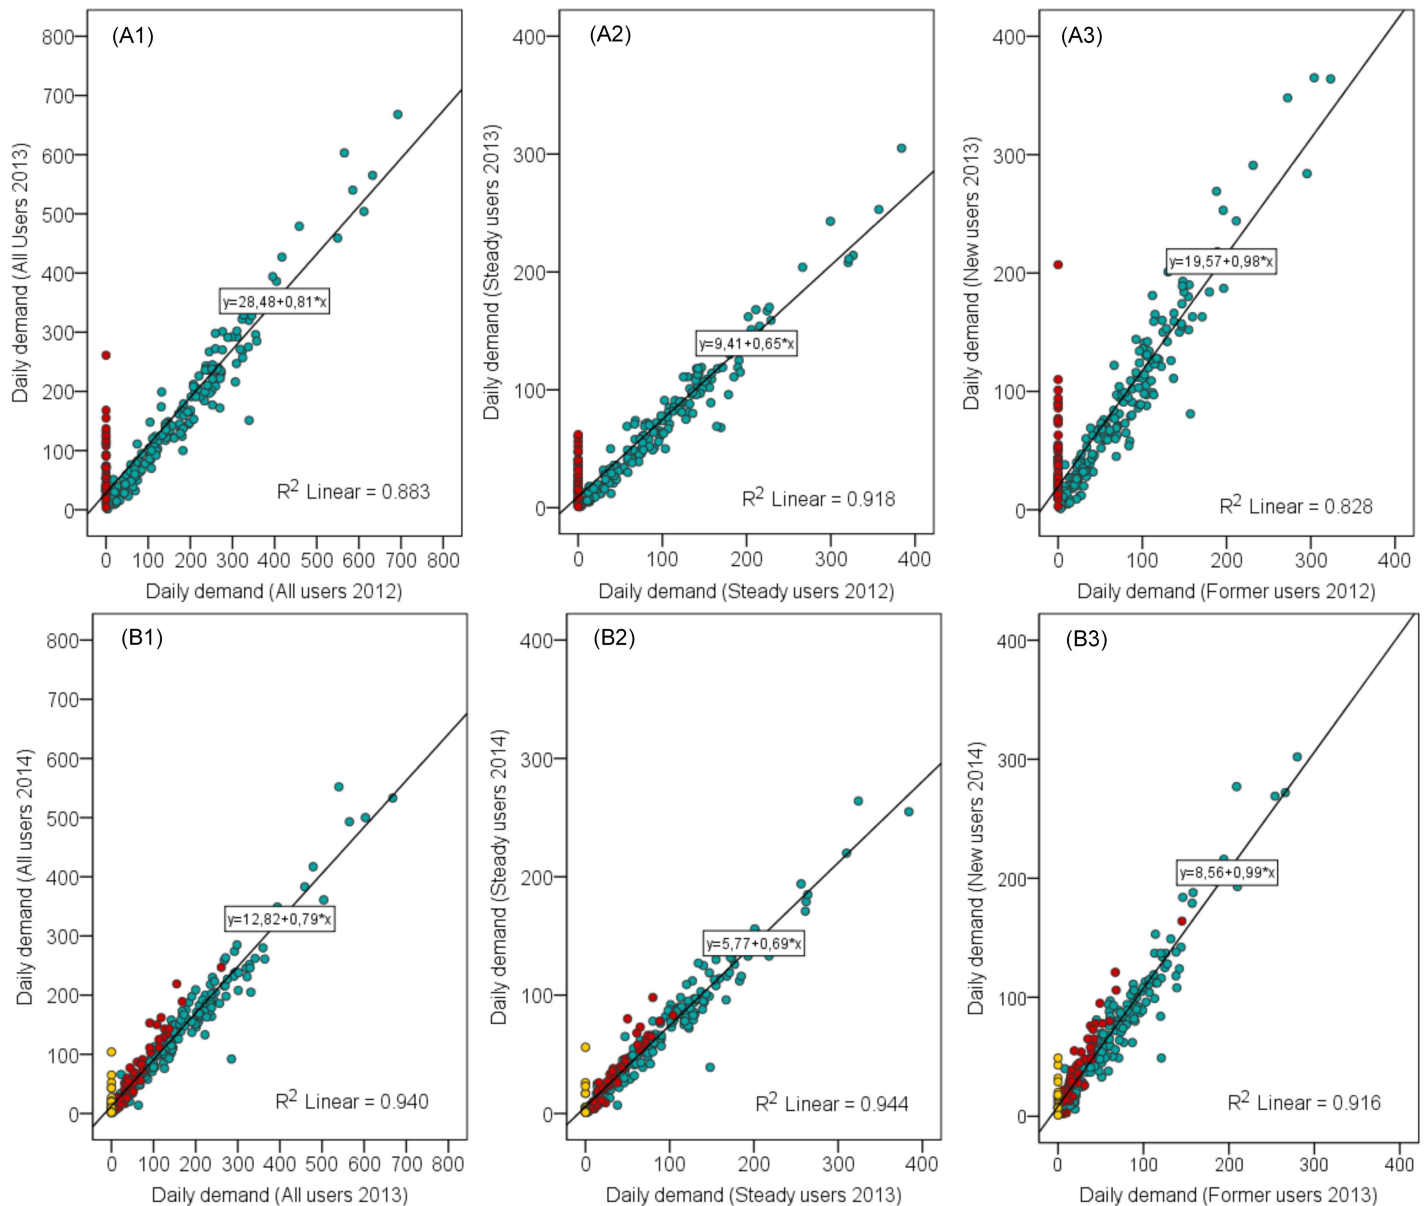 (A1)
800
700
600
500
400
300
200
100
0
Daily demand (All Users 2013)
y=28,48+0,81*x
R2 Linear = 0.883
0 100 200 300 400 500 600 700 800
Daily demand (All users 2012)
(A2)
400
300
200
100
0
Daily demand (Steady users 2013)
y=9,41+0,65*x
R2 Linear = 0.918
0 100 200 300 400
Daily demand (Steady users 2012)
(A3)
400
300
200
100
0
Daily demand (New users 2013)
y=19,57+0,98*x
R2 Linear = 0.828
0 100 200 300 400
Daily demand (Former users 2012)
(B1)
800
700
600
500
400
300
200
100
0
Daily demand (All users 2014)
y=12,82+0,79*x
R2 Linear = 0.940
0 100 200 300 400 500 600 700 800
Daily demand (All users 2013)
(B2)
400
300
200
100
0
Daily demand (Steady users 2014)
y=5,77+0,69*x
R2 Linear = 0.944
0 100 200 300 400
Daily demand (Steady users 2013)
(B3)
400
300
200
100
0
Daily demand (New users 2014)
y=8,56+0,99*x
R2 Linear = 0.916
0 100 200 300 400
Daily demand (Former users 2013)